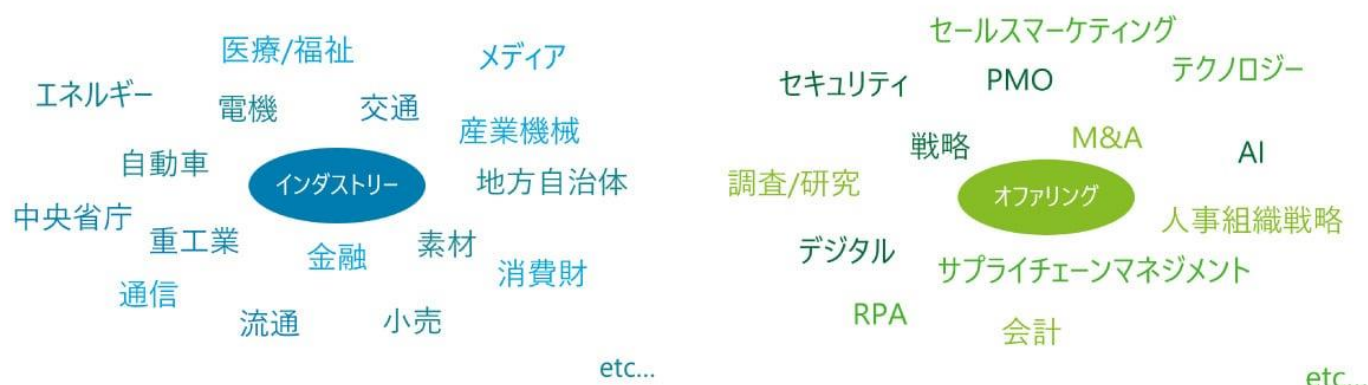 医療/福祉
メディア
エネルギー
電機
交通
産業機械
自動車
インダストリー
地方自治体
中央省庁
重工業
金融
素材
消費財
通信
流通
小売
etc...
セールスマーケティング
テクノロジー
セキュリティ
PMO
戦略
M&A
AI
調査/研究
オファリング
人事組織戦略
デジタル
サプライチェーンマネジメント
RPA
会計
etc...